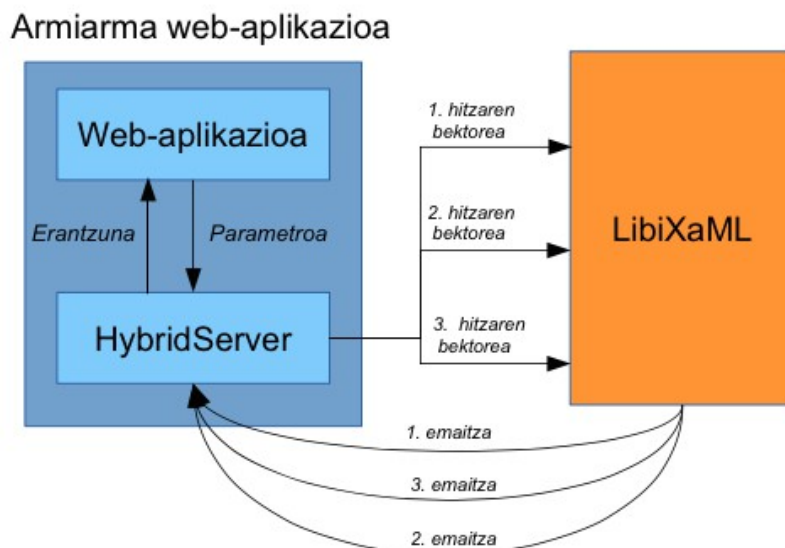 Armiarma web-aplikazioa
Web-aplikazioa
Erantzuna
Parametroa
HybridServer
1. hitzaren
bektorea
2. hitzaren
bektorea
3. hitzaren
bektorea
LibiXaML
1. emaitza
3. emaitza
2. emaitza